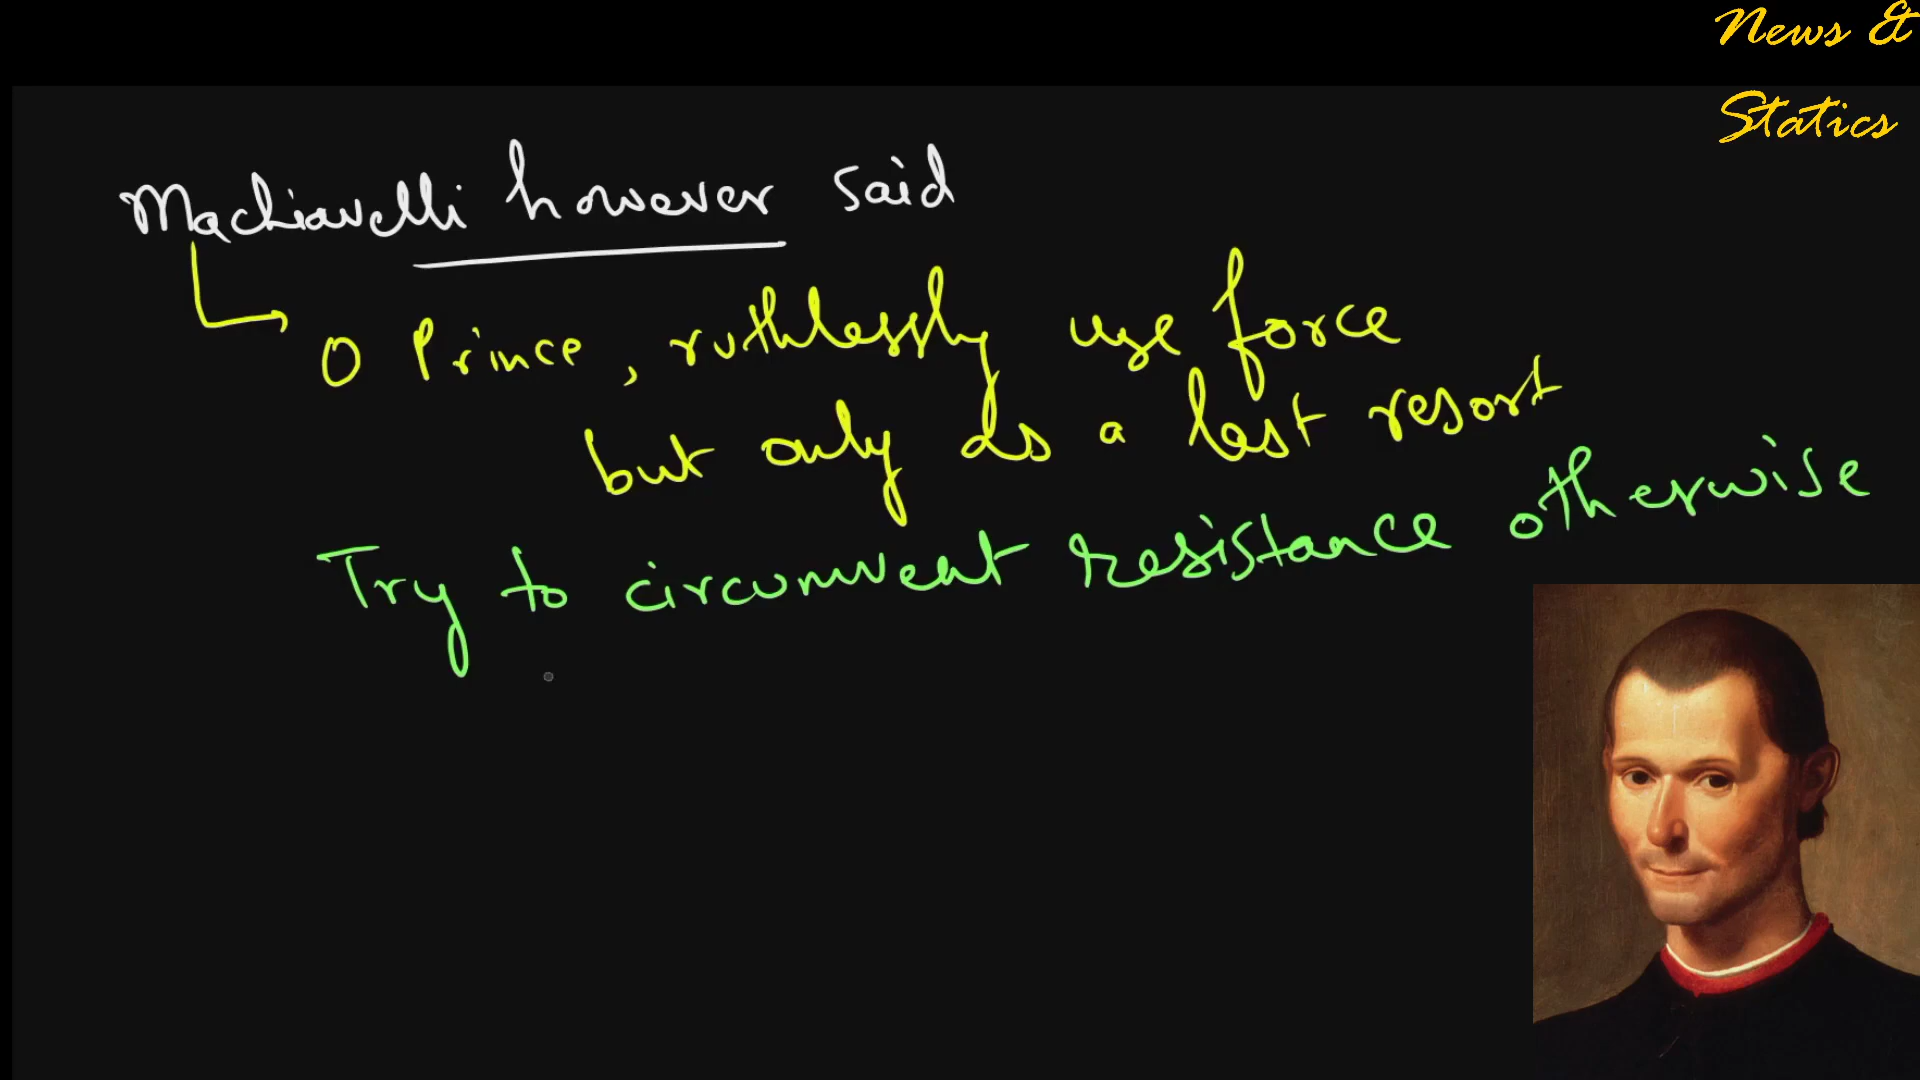 News &
Statics
Machiavelli however said
O Prince, ruthlessly use force
but only as a last resort
Try to circumvent resistance otherwise